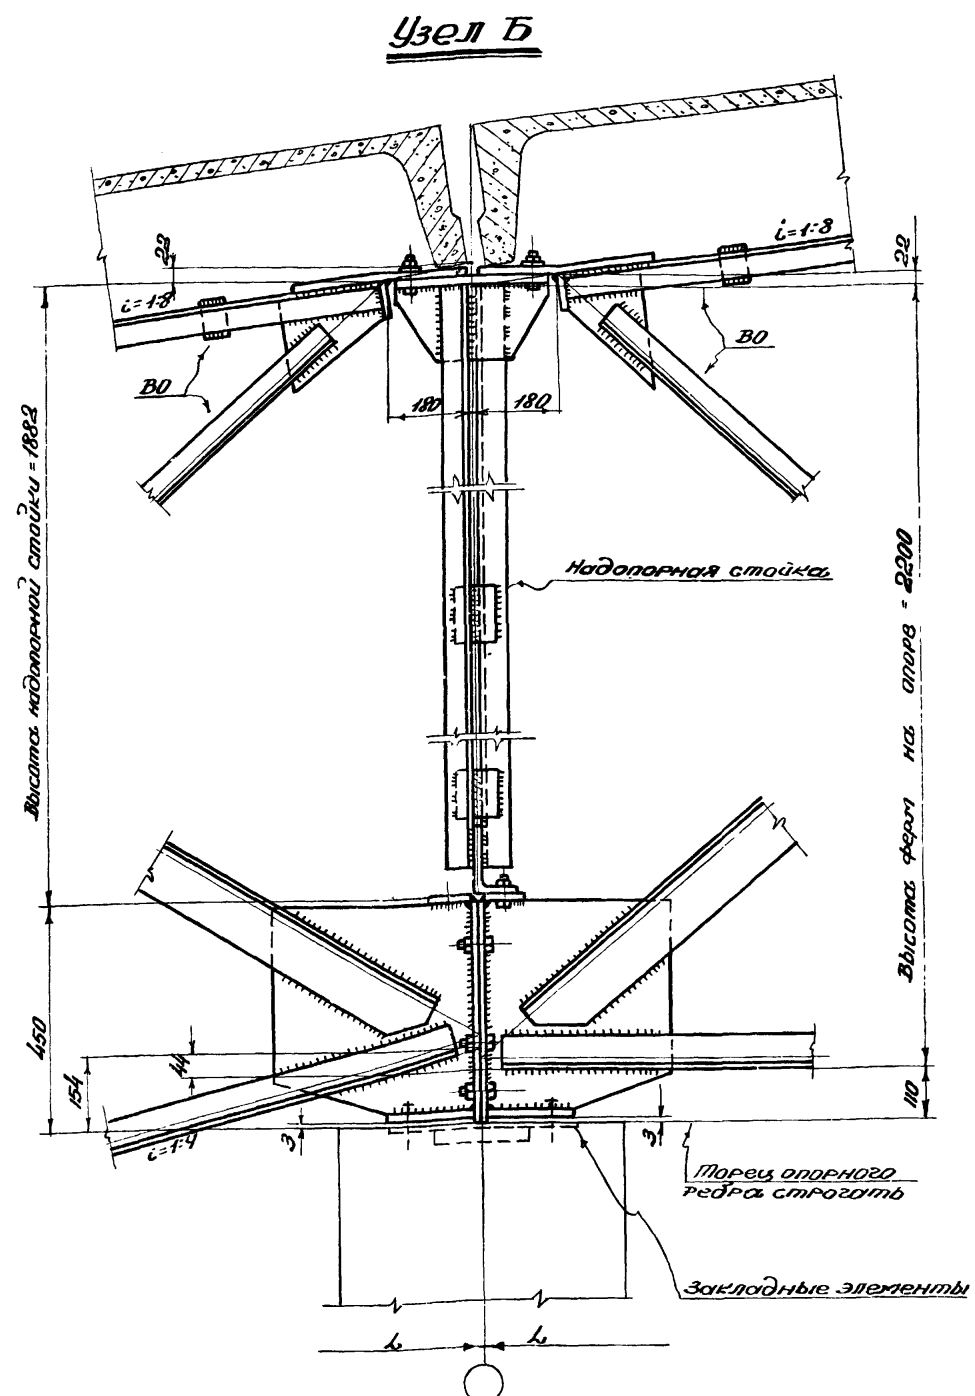 Узел Б
i=1:8
22
22
i=1:8
ВО
ВО
180
180
Высота надопорной стойки = 1882
Надопорная стойка
Высота ферм на опоре = 2200
450
154
44
110
i=1:4
3
3
Торец опорного
ребра строгать
Закладные элементы
L
L